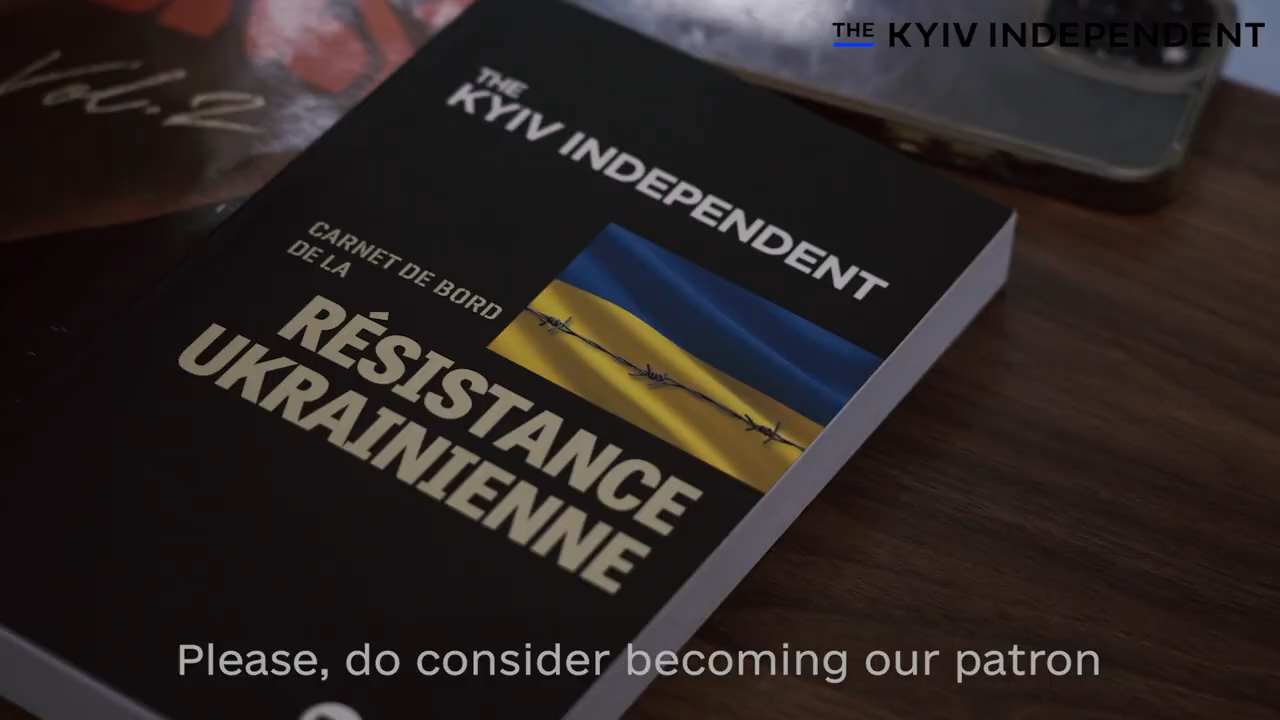 THE KYIV INDEPENDENT
Vol. 2
THE
KYIV INDEPENDENT
CARNET DE BORD
DE LA
RÉSISTANCE
UKRAINIENNE
Please, do consider becoming our patron